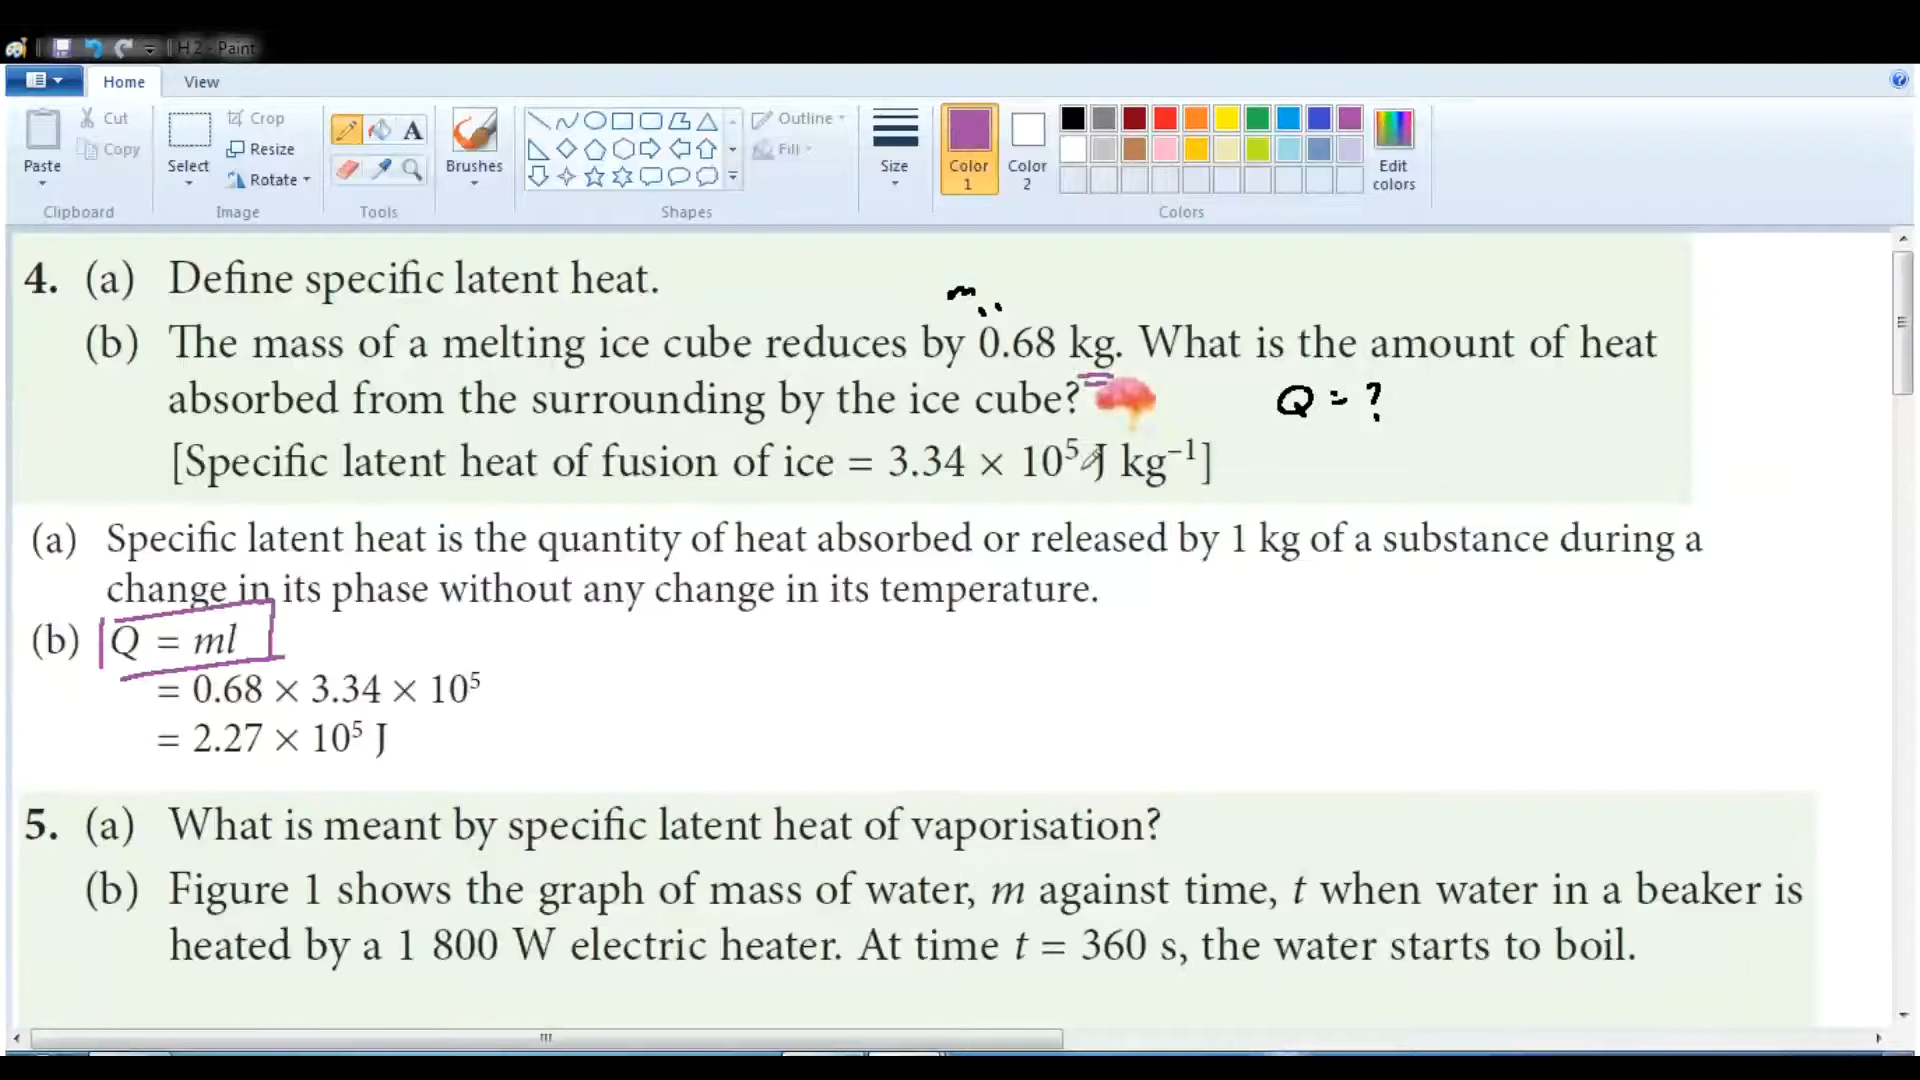 H 2 - Paint
Home View
Paste Cut Copy
Select Crop Resize Rotate
A
Brushes
Outline Fill
Size
Color 1
Color 2
Edit colors
Clipboard Image Tools Shapes Colors
4. (a) Define specific latent heat.
m
(b) The mass of a melting ice cube reduces by 0.68 kg. What is the amount of heat
absorbed from the surrounding by the ice cube? Q = ?
[Specific latent heat of fusion of ice = 3.34 × 10⁵ J kg⁻¹]
(a) Specific latent heat is the quantity of heat absorbed or released by 1 kg of a substance during a
change in its phase without any change in its temperature.
(b) Q = ml
= 0.68 × 3.34 × 10⁵
= 2.27 × 10⁵ J
5. (a) What is meant by specific latent heat of vaporisation?
(b) Figure 1 shows the graph of mass of water, m against time, t when water in a beaker is
heated by a 1 800 W electric heater. At time t = 360 s, the water starts to boil.